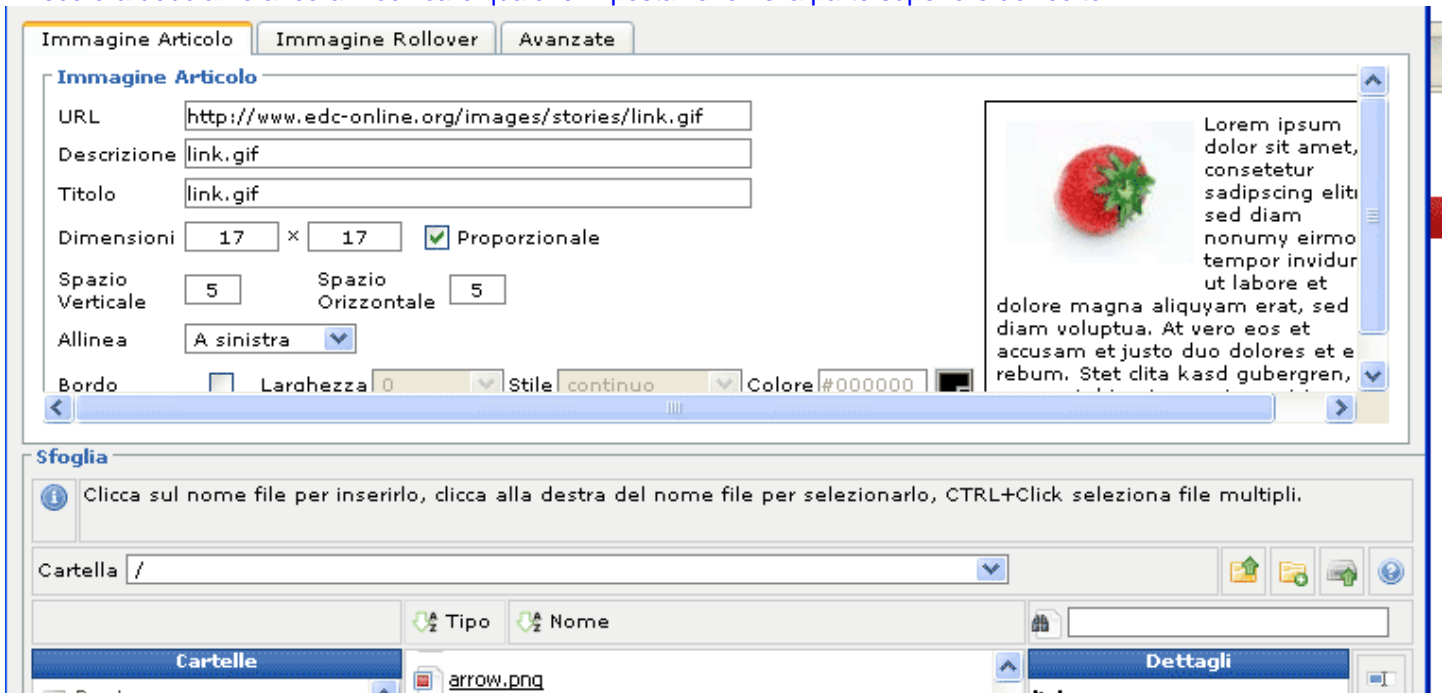 Immagine Articolo Immagine Rollover Avanzate
Immagine Articolo
URL http://www.edc-online.org/images/stories/link.gif
Descrizione link.gif
Titolo link.gif
Dimensioni 17 × 17 Proporzionale
Spazio Verticale 5 Spazio Orizzontale 5
Allinea A sinistra
Bordo Larghezza 0 Stile continuo Colore #000000
Lorem ipsum
dolor sit amet,
consetetur
sadipscing elitr
sed diam
nonumy eirmo
tempor invidun
ut labore et
dolore magna aliquyam erat, sed
diam voluptua. At vero eos et
accusam et justo duo dolores et e
rebum. Stet clita kasd gubergren,
Sfoglia
Clicca sul nome file per inserirlo, clicca alla destra del nome file per selezionarlo, CTRL+Click seleziona file multipli.
Cartella /
Tipo Nome
Cartelle
arrow.png
Dettagli